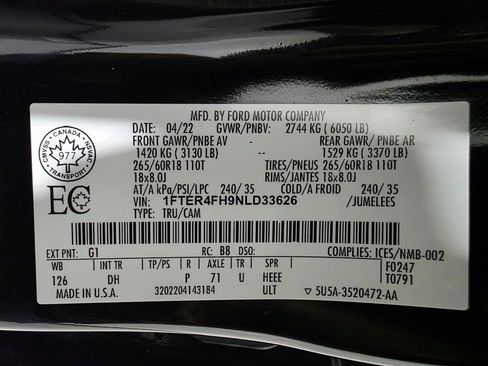 MFD. BY FORD MOTOR COMPANY
DATE: 04/22 GVWR/PNBV: 2744 KG ( 6050 LB)
FRONT GAWR/PNBE AV -- REAR GAWR/ PNBE AR
1420 KG ( 3130 LB) 1529 KG ( 3370 LB)
265/60R18 110T TIRES/PNEUS 265/60R18 110T
18x8.0J RIMS/JANTES 18x8.0J
AT/A kPa/PSI/LPC 240/ 35 COLD/A FROID 240/ 35
VIN: 1FTER4FH9NLD33626 /JUMELEES
TYPE: TRU/CAM
CMVSS · CANADA · NSVAC
977
TRANSPORT
EC
EXT PNT: G1 RC: B8 DSO: COMPLIES: ICES/NMB-002
WB INT TR TP/PS R AXLE TR SPR F0247
126 DH P 71 U HEEE T0791
MADE IN U.S.A. 3202204143184 ULT 5U5A-3520472-AA